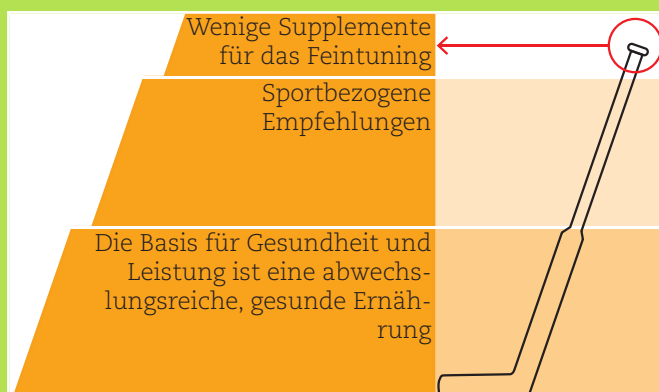 Wenige Supplemente
für das Feintuning
Sportbezogene
Empfehlungen
Die Basis für Gesundheit und
Leistung ist eine abwechs-
lungsreiche, gesunde Ernäh-
rung